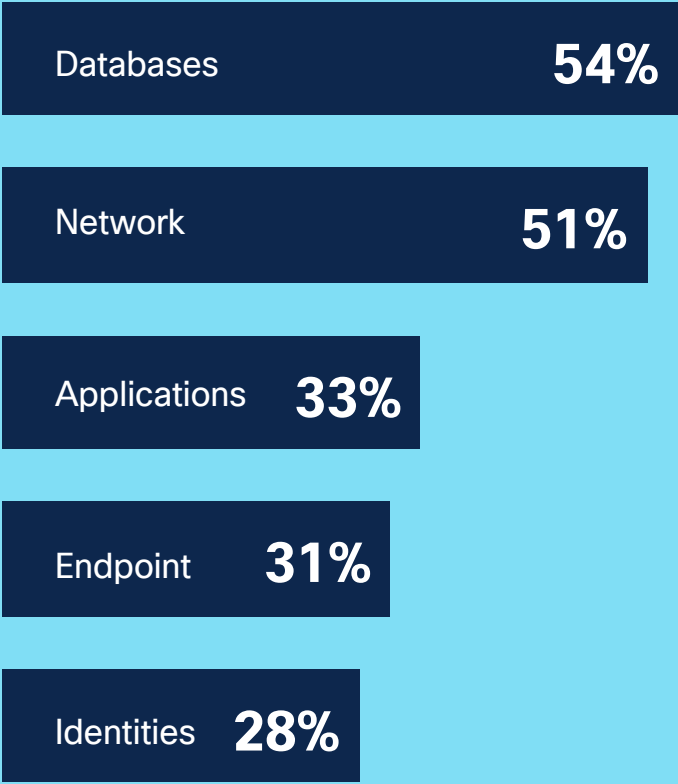 Databases 54%
Network 51%
Applications 33%
Endpoint 31%
Identities 28%